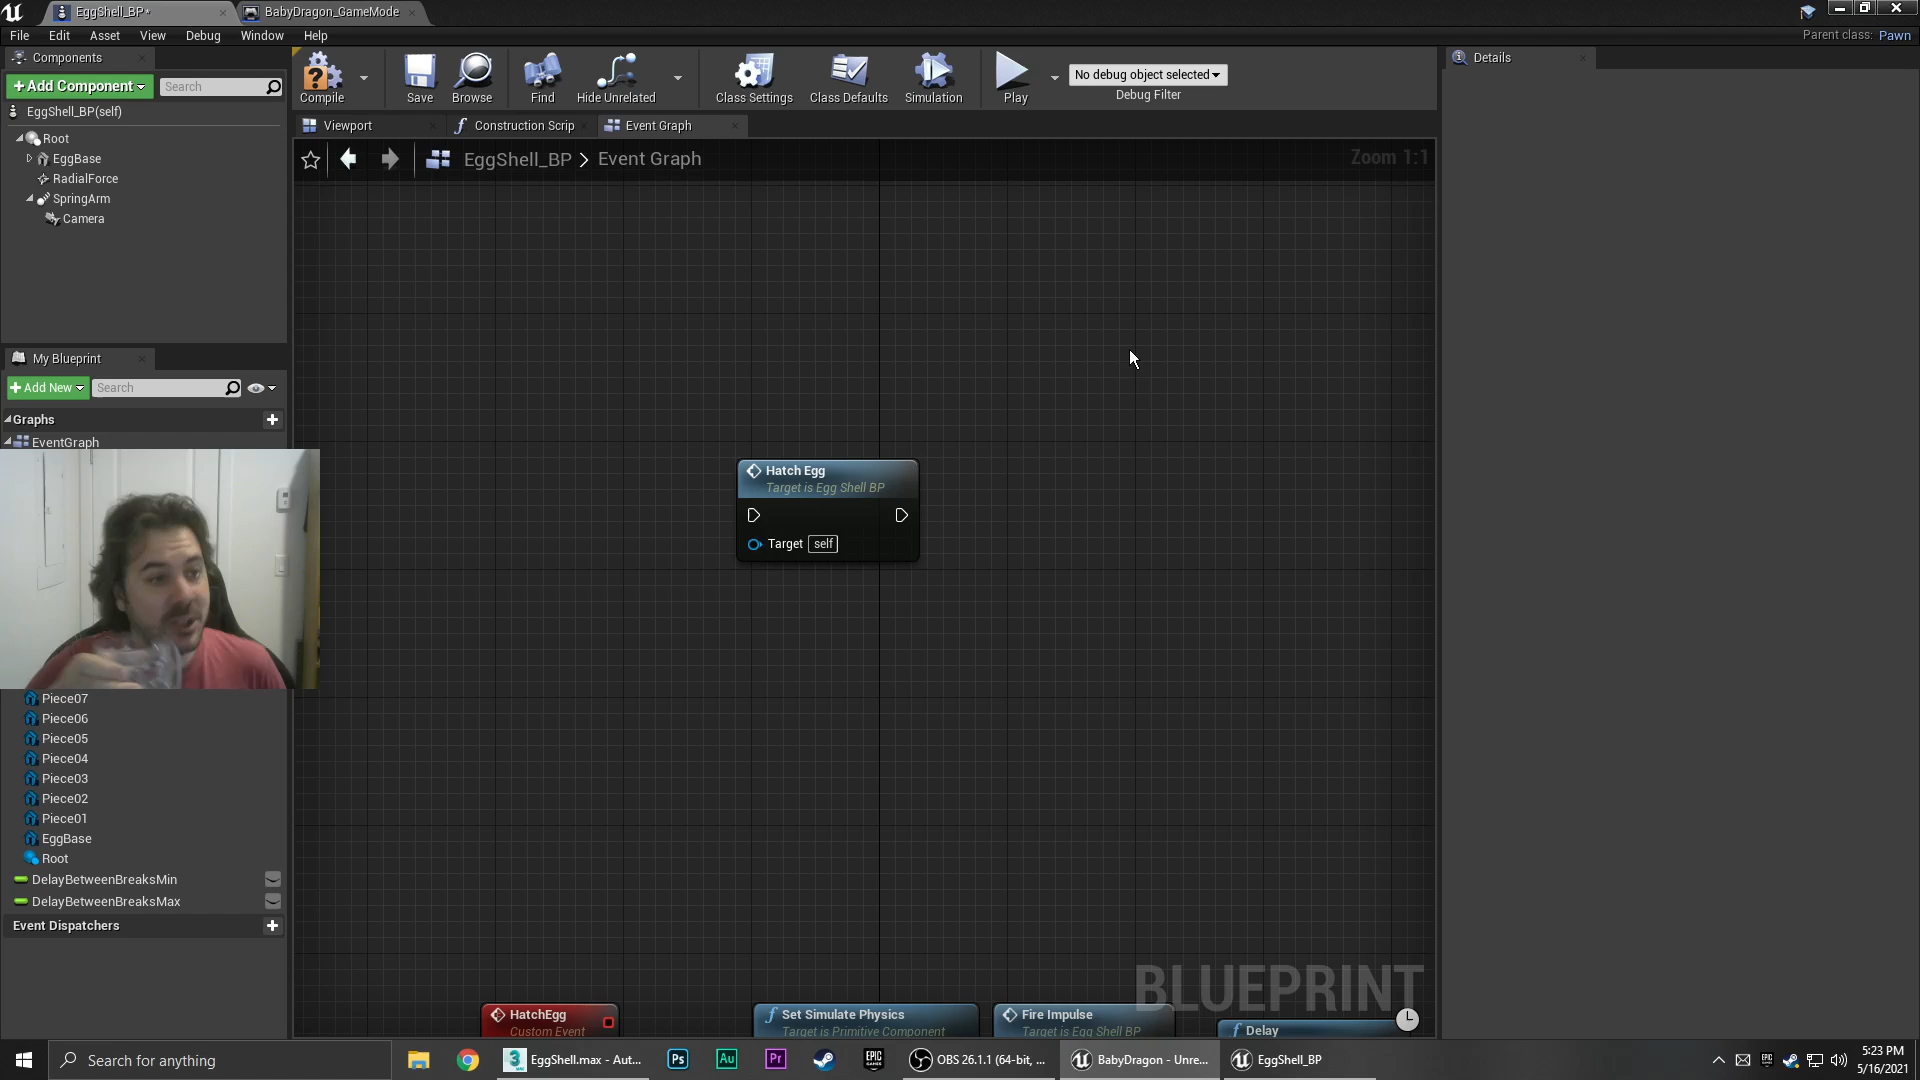 EggShell_BP*
BabyDragon_GameMode
File Edit Asset View Debug Window Help
Parent class: Pawn
Components
+Add Component
Search
EggShell_BP(self)
Root
EggBase
RadialForce
SpringArm
Camera
Compile
Save
Browse
Find
Hide Unrelated
Class Settings
Class Defaults
Simulation
Play
No debug object selected
Debug Filter
Details
Viewport
Construction Scrip
Event Graph
EggShell_BP > Event Graph
Zoom 1:1
My Blueprint
+Add New
Search
Graphs
EventGraph
Hatch Egg
Target is Egg Shell BP
Target self
Piece07
Piece06
Piece05
Piece04
Piece03
Piece02
Piece01
EggBase
Root
DelayBetweenBreaksMin
DelayBetweenBreaksMax
Event Dispatchers
BLUEPRINT
HatchEgg
Custom Event
Set Simulate Physics
Target is Primitive Component
Fire Impulse
Target is Egg Shell BP
Delay
Search for anything
EggShell.max - Aut...
Ps
Au
Pr
EPIC GAMES
OBS 26.1.1 (64-bit, ...
BabyDragon - Unre...
EggShell_BP
5:23 PM
5/16/2021